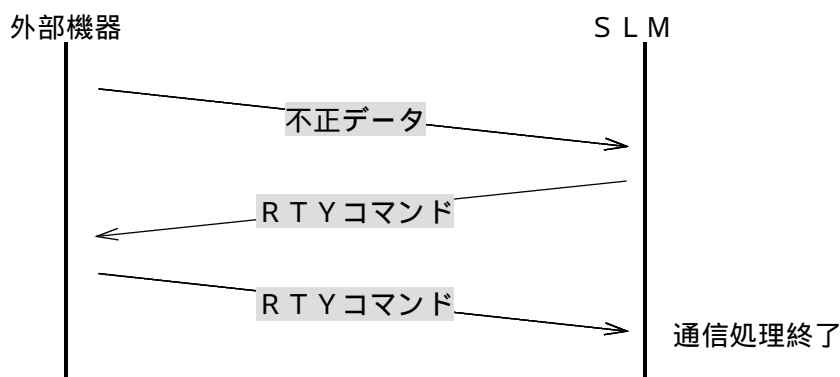 外部機器
ＳＬＭ
不正データ
ＲＴＹコマンド
ＲＴＹコマンド
通信処理終了